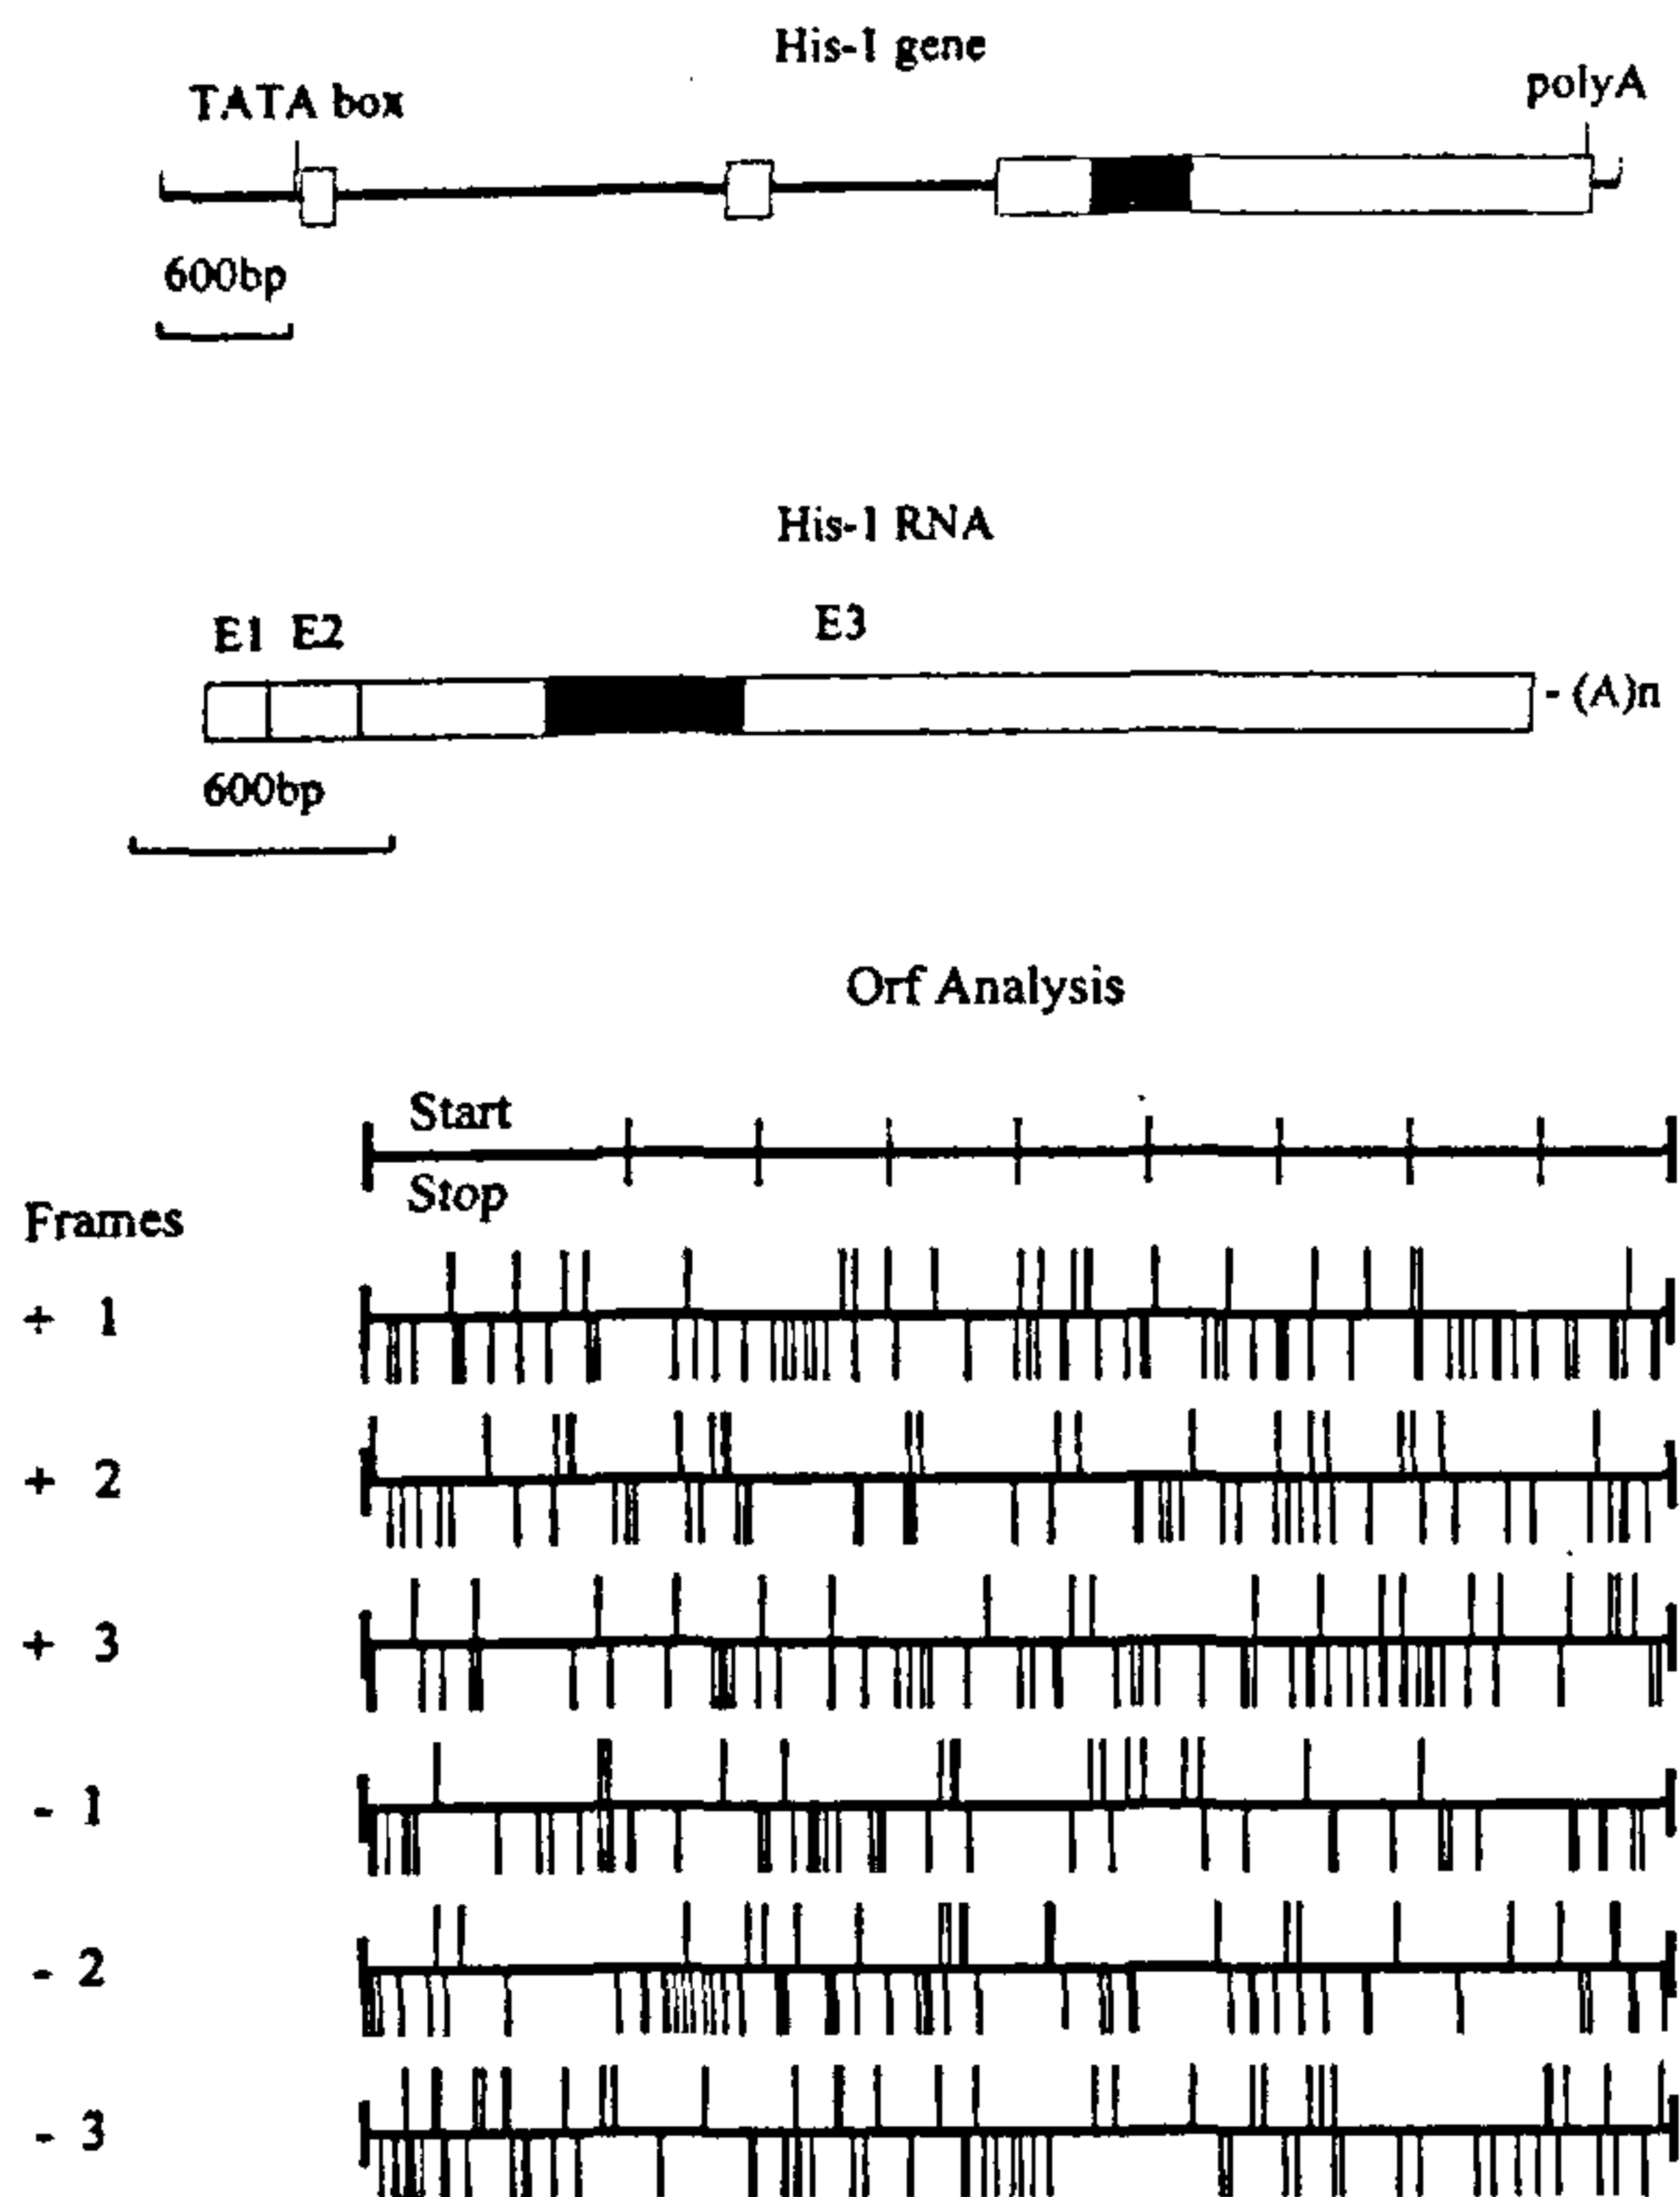 His-1 gene
TATA box
polyA
600bp
His-1 RNA
E1 E2 E3
- (A)n
600bp
Orf Analysis
Start
Stop
Frames
+ 1
+ 2
+ 3
- 1
- 2
- 3